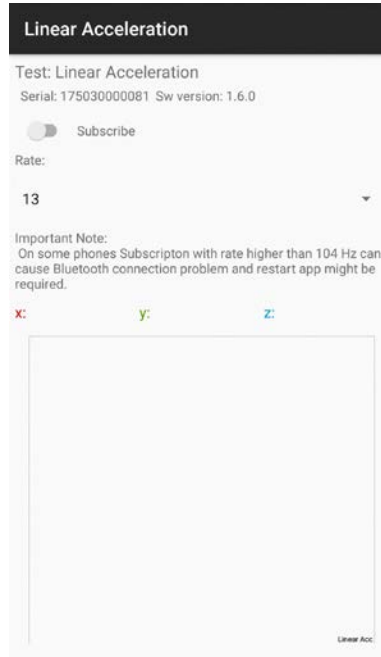 Linear Acceleration
Test: Linear Acceleration
Serial: 175030000081 Sw version: 1.6.0
Subscribe
Rate:
13
Important Note:
On some phones Subscripton with rate higher than 104 Hz can
cause Bluetooth connection problem and restart app might be
required.
x: y: z:
Linear Acc.